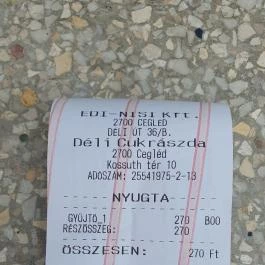 EDI-NISI Kft.
2700 CEGLÉD
DÉLI ÚT 36/B.
Déli Cukrászda
2700 Cegléd
Kossuth tér 10
ADÓSZÁM: 25541975-2-13
- - - - - NYUGTA - - - - -
GYŰJTŐ_1 270 B00
RÉSZÖSSZEG: 270
ÖSSZESEN: 270 Ft